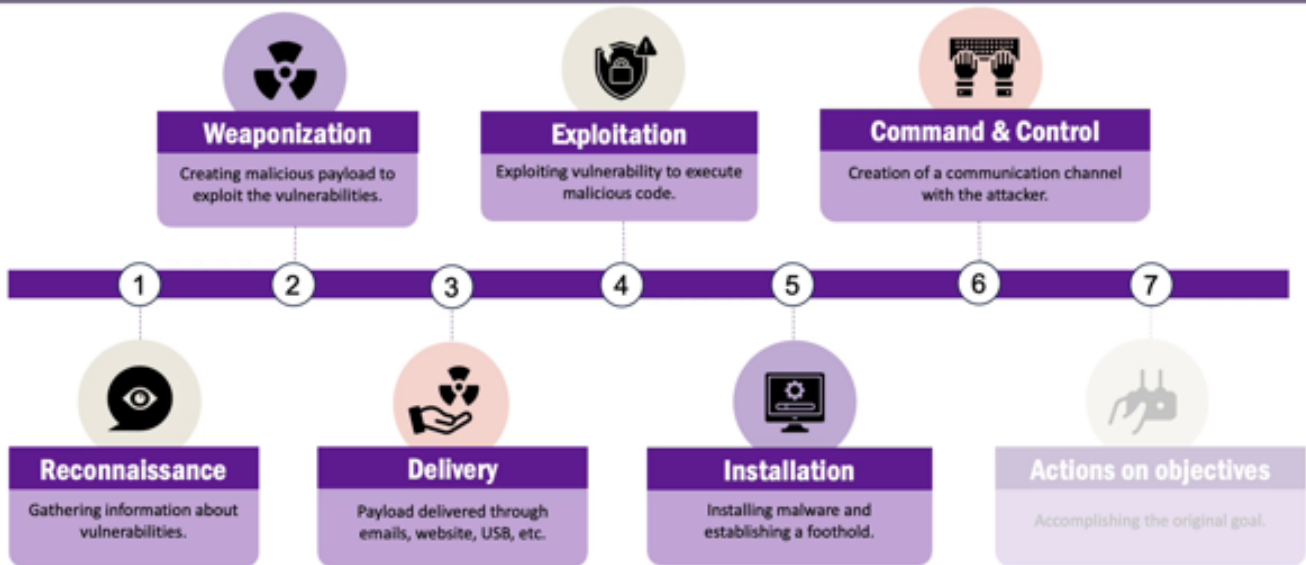 Weaponization
Creating malicious payload to
exploit the vulnerabilities.
Exploitation
Exploiting vulnerability to execute
malicious code.
Command & Control
Creation of a communication channel
with the attacker.
1
2
3
4
5
6
7
Reconnaissance
Gathering information about
vulnerabilities.
Delivery
Payload delivered through
emails, website, USB, etc.
Installation
Installing malware and
establishing a foothold.
Actions on objectives
Accomplishing the original goal.